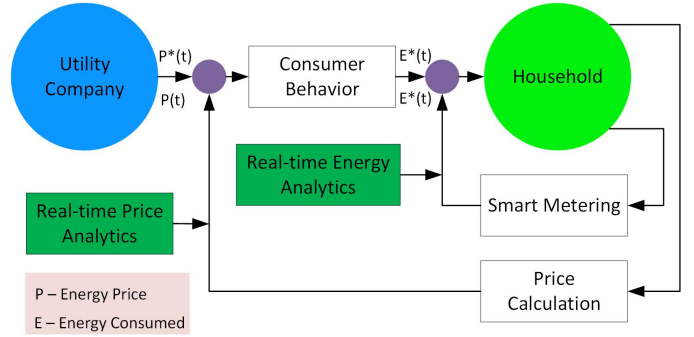 Utility
Company
P*(t)
P(t)
Consumer
Behavior
E*(t)
E*(t)
Household
Real-time Energy
Analytics
Smart Metering
Real-time Price
Analytics
Price
Calculation
P – Energy Price
E – Energy Consumed